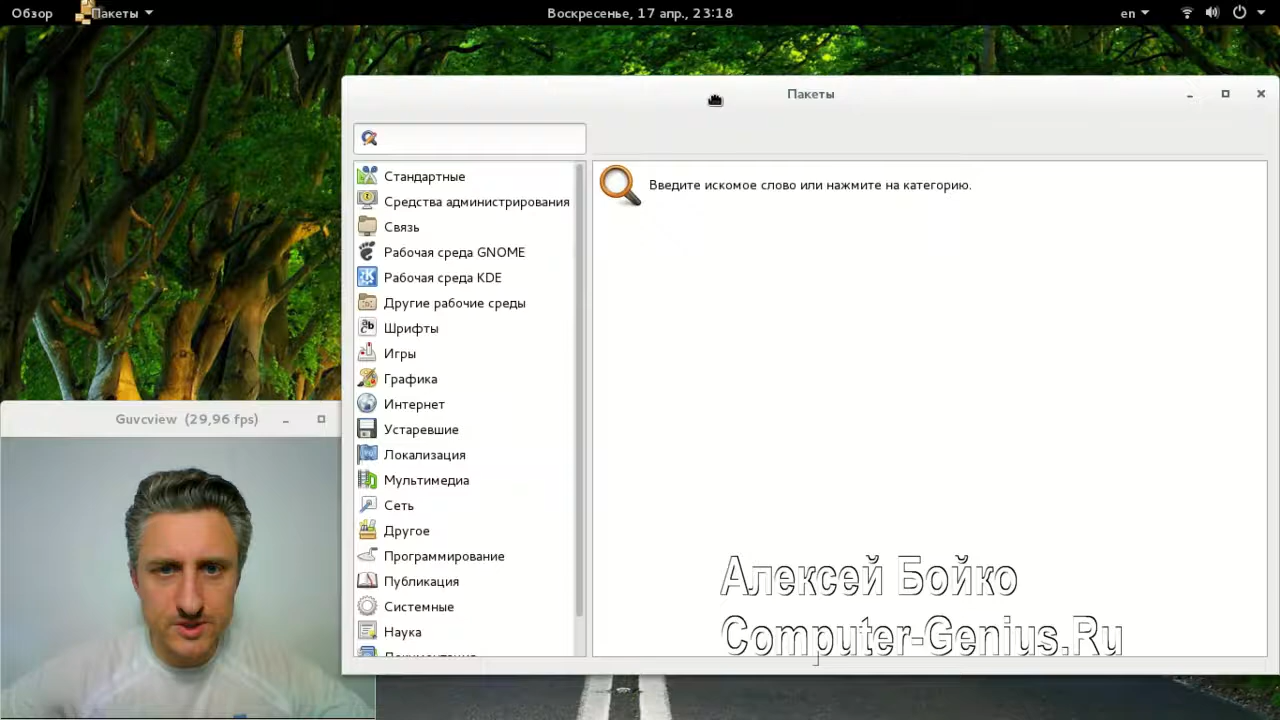 Обзор
Пакеты
Воскресенье, 17 апр., 23:18
en
Пакеты
Введите искомое слово или нажмите на категорию.
Стандартные
Средства администрирования
Связь
Рабочая среда GNOME
Рабочая среда KDE
Другие рабочие среды
Шрифты
Игры
Графика
Интернет
Устаревшие
Локализация
Мультимедиа
Сеть
Другое
Программирование
Публикация
Системные
Наука
Документация
Guvcview (29,96 fps)
Алексей Бойко
Computer-Genius.Ru